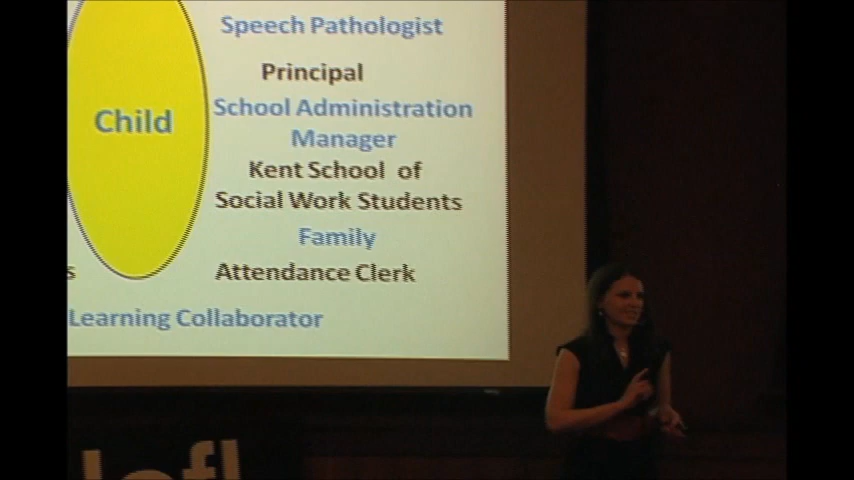 Speech Pathologist
Principal
Child
School Administration
Manager
Kent School of
Social Work Students
Family
s
Attendance Clerk
Learning Collaborator